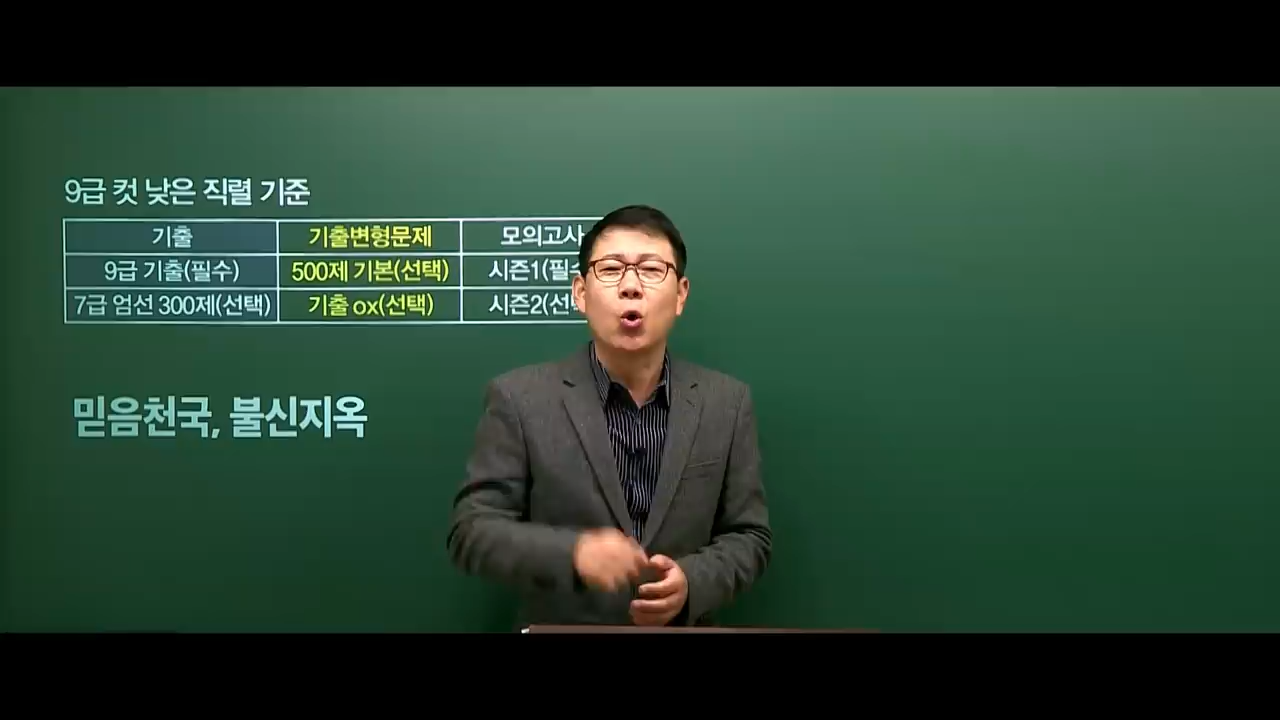 9급 컷 낮은 직렬 기준
기출 기출변형문제 모의고사
9급 기출(필수) 500제 기본(선택) 시즌1(필수
7급 엄선 300제(선택) 기출 ox(선택) 시즌2(선
믿음천국, 불신지옥